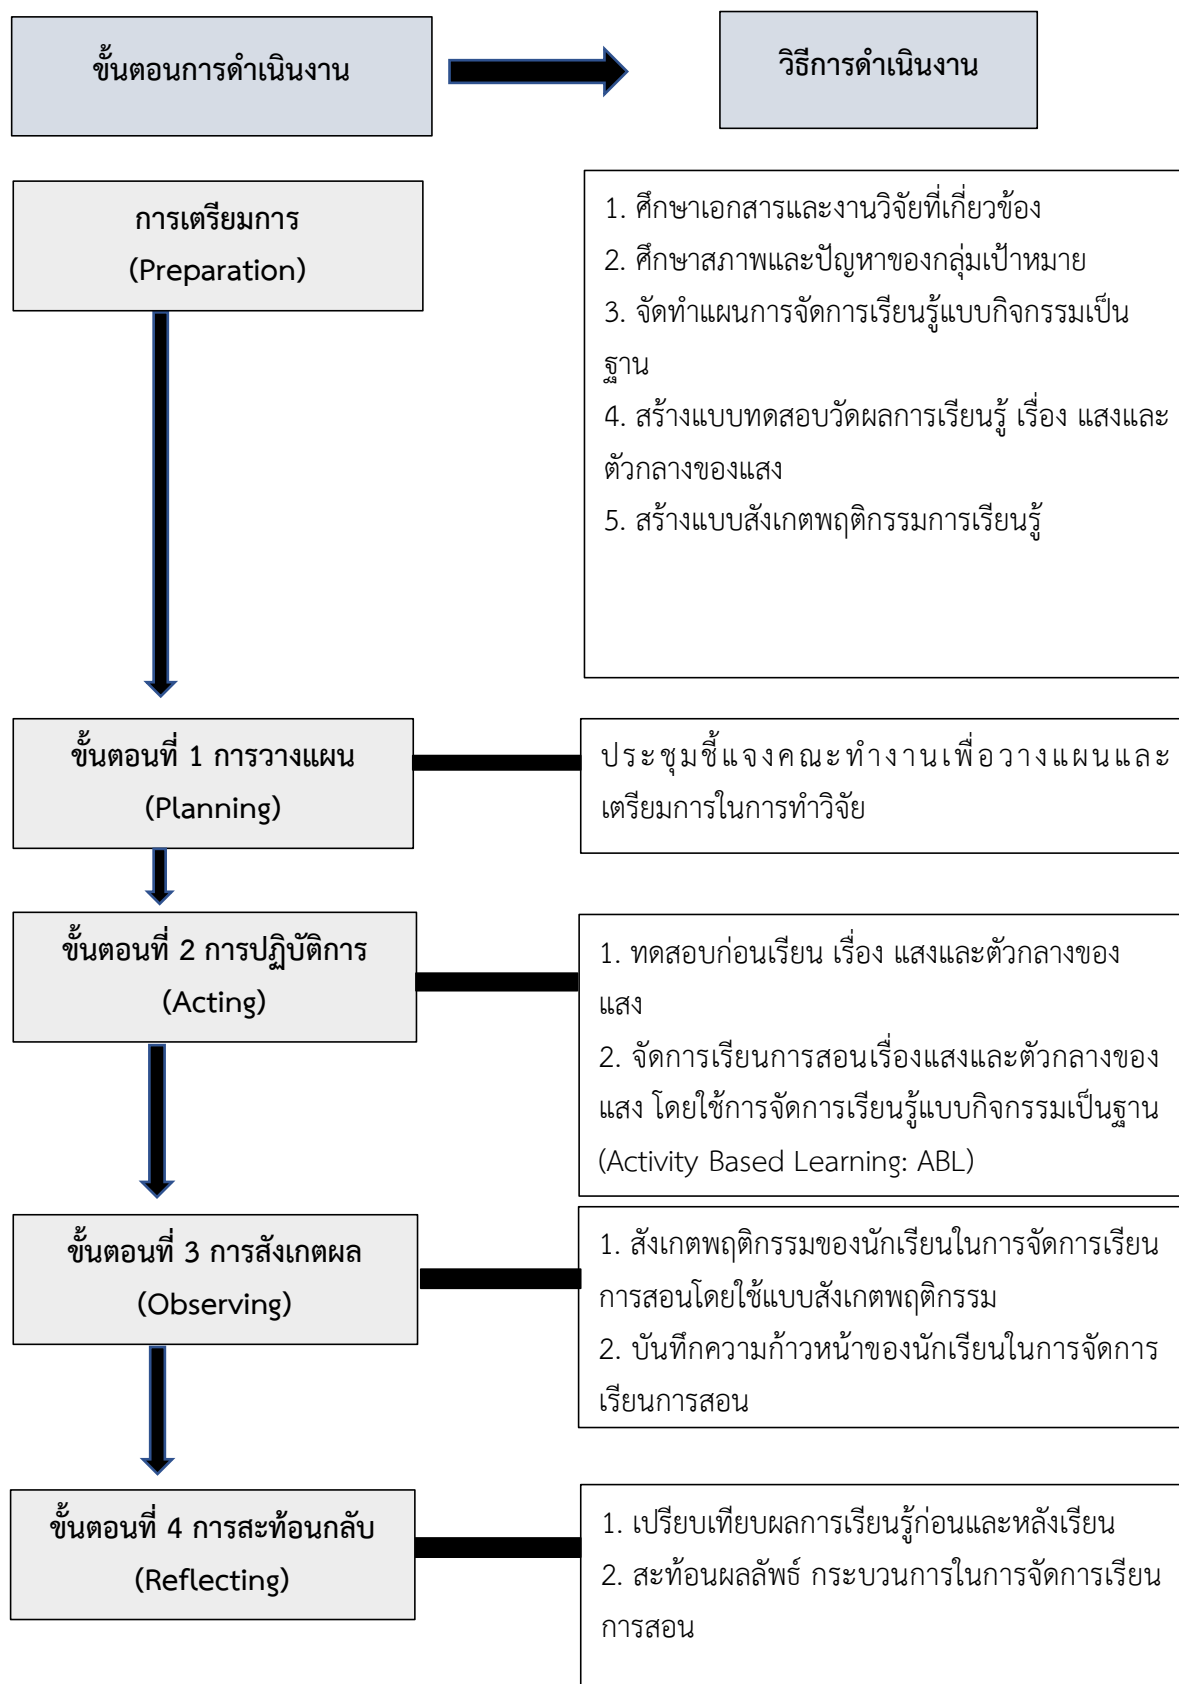 ขั้นตอนการดำเนินงาน
วิธีการดำเนินงาน
การเตรียมการ
(Preparation)
1. ศึกษาเอกสารและงานวิจัยที่เกี่ยวข้อง
2. ศึกษาสภาพและปัญหาของกลุ่มเป้าหมาย
3. จัดทำแผนการจัดการเรียนรู้แบบกิจกรรมเป็น
ฐาน
4. สร้างแบบทดสอบวัดผลการเรียนรู้ เรื่อง แสงและ
ตัวกลางของแสง
5. สร้างแบบสังเกตพฤติกรรมการเรียนรู้
ขั้นตอนที่ 1 การวางแผน
(Planning)
ประชุมชี้แจงคณะทำงานเพื่อวางแผนและ
เตรียมการในการทำวิจัย
ขั้นตอนที่ 2 การปฏิบัติการ
(Acting)
1. ทดสอบก่อนเรียน เรื่อง แสงและตัวกลางของ
แสง
2. จัดการเรียนการสอนเรื่องแสงและตัวกลางของ
แสง โดยใช้การจัดการเรียนรู้แบบกิจกรรมเป็นฐาน
(Activity Based Learning: ABL)
ขั้นตอนที่ 3 การสังเกตผล
(Observing)
1. สังเกตพฤติกรรมของนักเรียนในการจัดการเรียน
การสอนโดยใช้แบบสังเกตพฤติกรรม
2. บันทึกความก้าวหน้าของนักเรียนในการจัดการ
เรียนการสอน
ขั้นตอนที่ 4 การสะท้อนกลับ
(Reflecting)
1. เปรียบเทียบผลการเรียนรู้ก่อนและหลังเรียน
2. สะท้อนผลลัพธ์ กระบวนการในการจัดการเรียน
การสอน